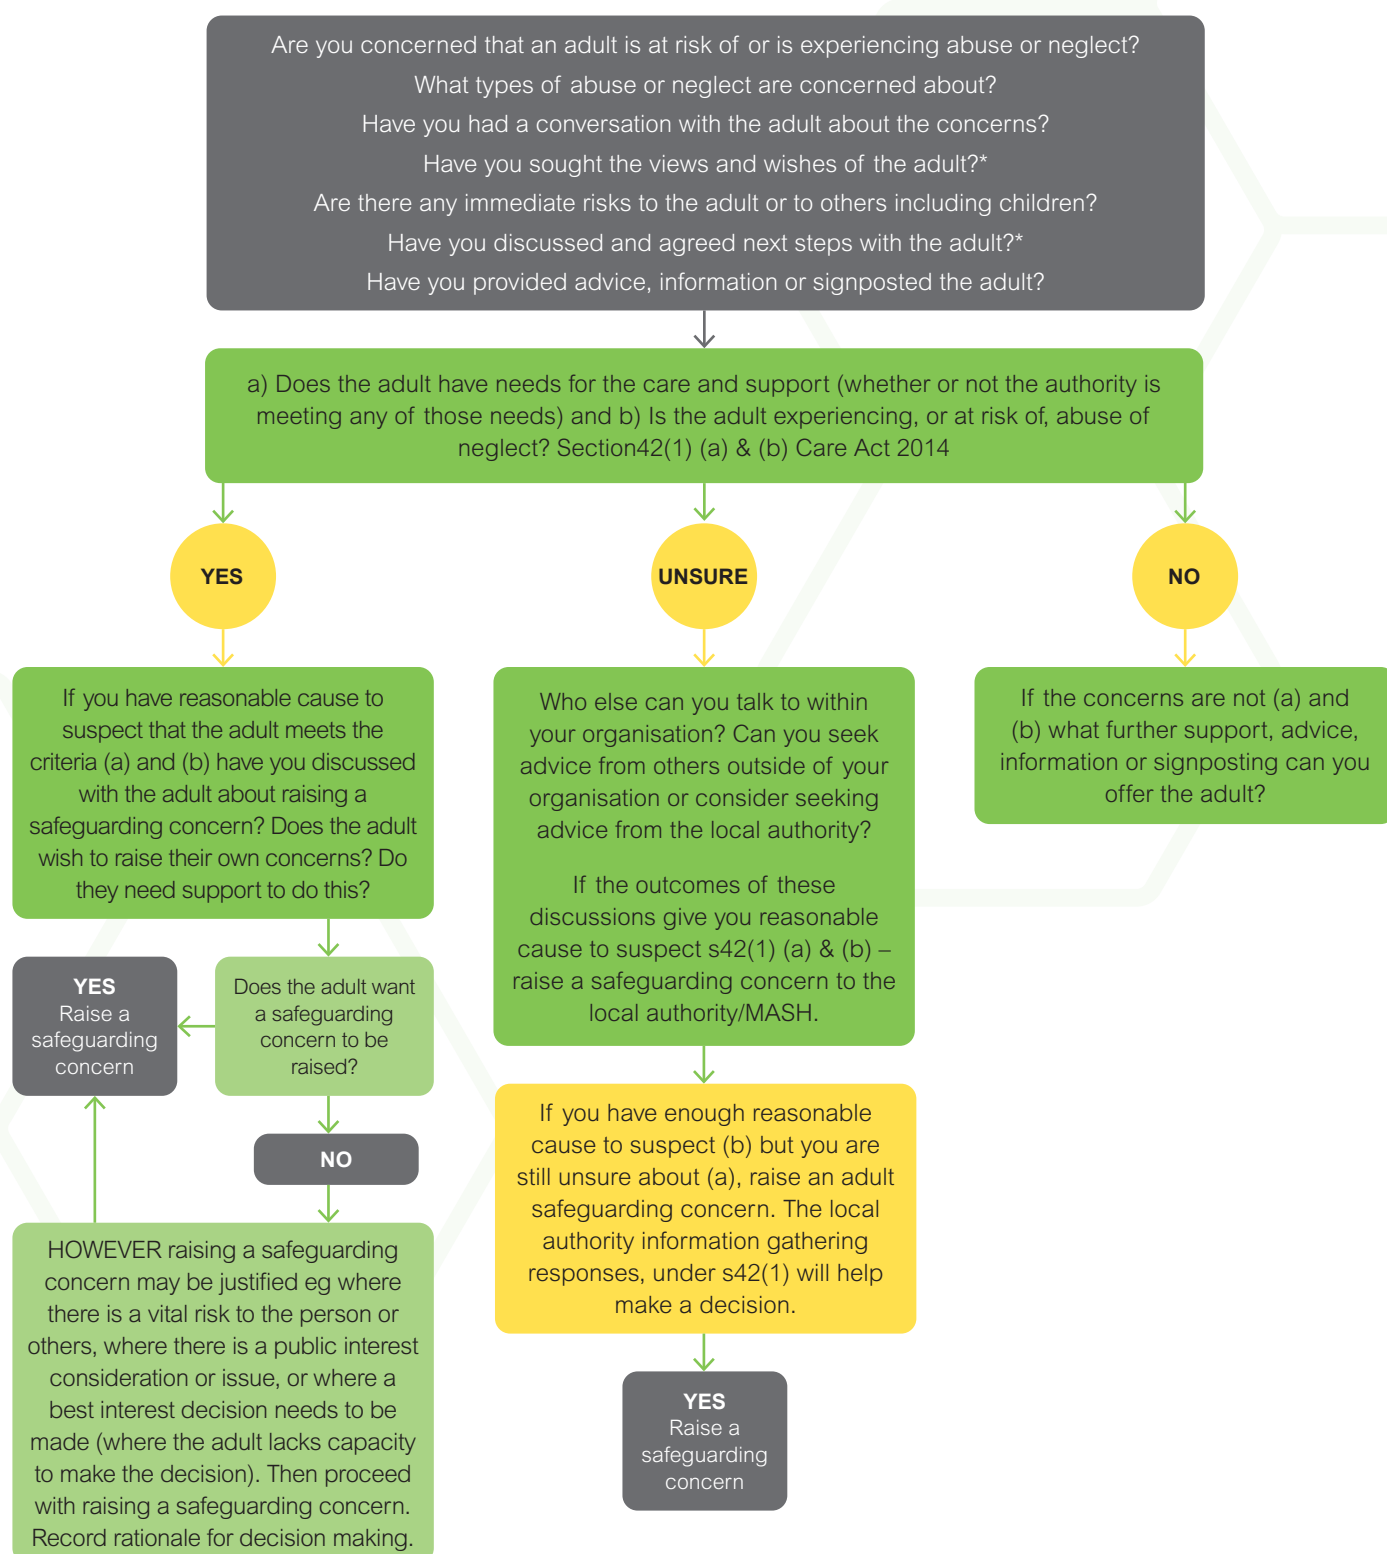 Are you concerned that an adult is at risk of or is experiencing abuse or neglect?
What types of abuse or neglect are concerned about?
Have you had a conversation with the adult about the concerns?
Have you sought the views and wishes of the adult?*
Are there any immediate risks to the adult or to others including children?
Have you discussed and agreed next steps with the adult?*
Have you provided advice, information or signposted the adult?
a) Does the adult have needs for the care and support (whether or not the authority is
meeting any of those needs) and b) Is the adult experiencing, or at risk of, abuse of
neglect? Section42(1) (a) & (b) Care Act 2014
YES
If you have reasonable cause to
suspect that the adult meets the
criteria (a) and (b) have you discussed
with the adult about raising a
safeguarding concern? Does the adult
wish to raise their own concerns? Do
they need support to do this?
YES
Raise a
safeguarding
concern
Does the adult want
a safeguarding
concern to be
raised?
NO
HOWEVER raising a safeguarding
concern may be justified eg where
there is a vital risk to the person or
others, where there is a public interest
consideration or issue, or where a
best interest decision needs to be
made (where the adult lacks capacity
to make the decision). Then proceed
with raising a safeguarding concern.
Record rationale for decision making.
UNSURE
Who else can you talk to within
your organisation? Can you seek
advice from others outside of your
organisation or consider seeking
advice from the local authority?
If the outcomes of these
discussions give you reasonable
cause to suspect s42(1) (a) & (b) –
raise a safeguarding concern to the
local authority/MASH.
If you have enough reasonable
cause to suspect (b) but you are
still unsure about (a), raise an adult
safeguarding concern. The local
authority information gathering
responses, under s42(1) will help
make a decision.
YES
Raise a
safeguarding
concern
NO
If the concerns are not (a) and
(b) what further support, advice,
information or signposting can you
offer the adult?